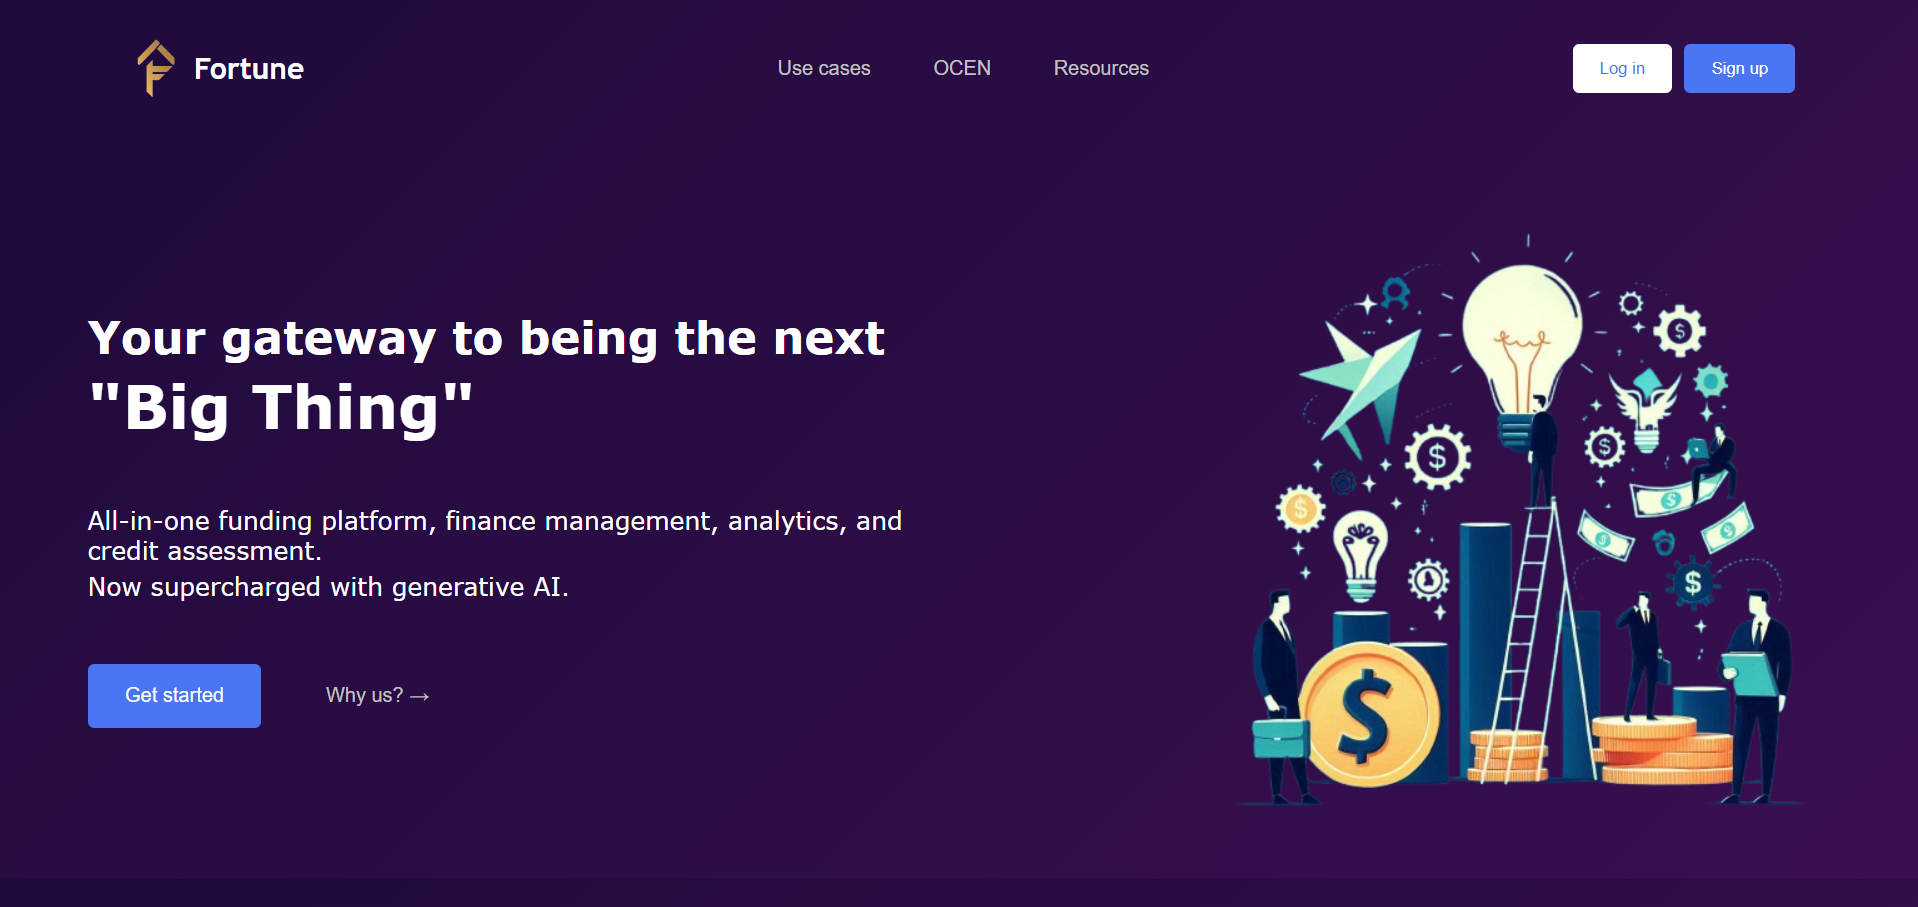 Fortune
Use cases
OCEN
Resources
Log in
Sign up
Your gateway to being the next
"Big Thing"
All-in-one funding platform, finance management, analytics, and
credit assessment.
Now supercharged with generative AI.
Get started
Why us? →
$
$
$
$
$
$